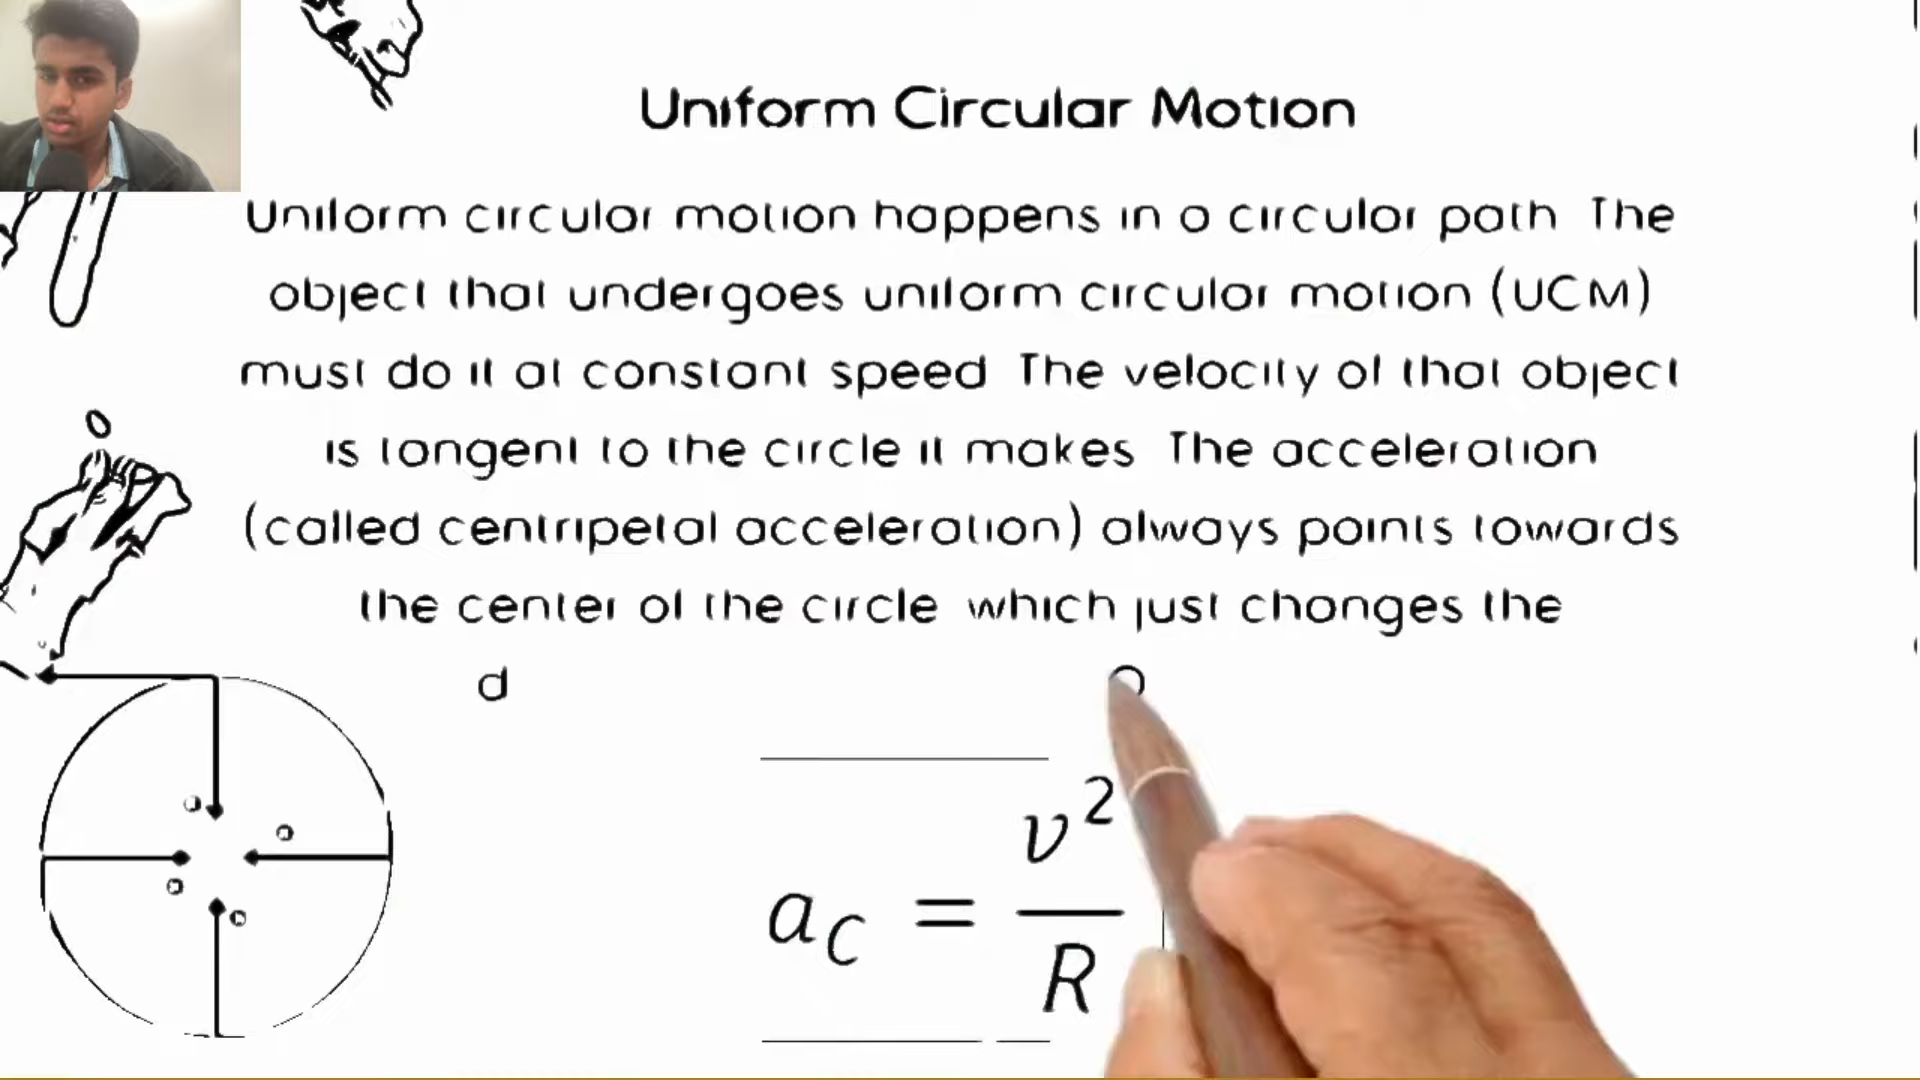 Uniform Circular Motion
Uniform circular motion happens in a circular path The
object that undergoes uniform circular motion (UCM)
must do it at constant speed The velocity of that object
is tangent to the circle it makes The acceleration
(called centripetal acceleration) always points towards
the center of the circle which just changes the
d
a
a
a
a
a_C = v^2 / R